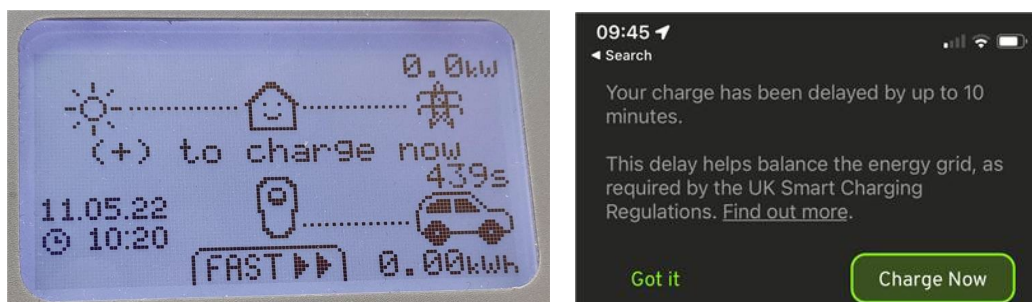 0.0kW
(+) to charge now
439s
11.05.22
10:20
FAST
0.00kWh
09:45
Search
Your charge has been delayed by up to 10
minutes.
This delay helps balance the energy grid, as
required by the UK Smart Charging
Regulations. Find out more.
Got it
Charge Now